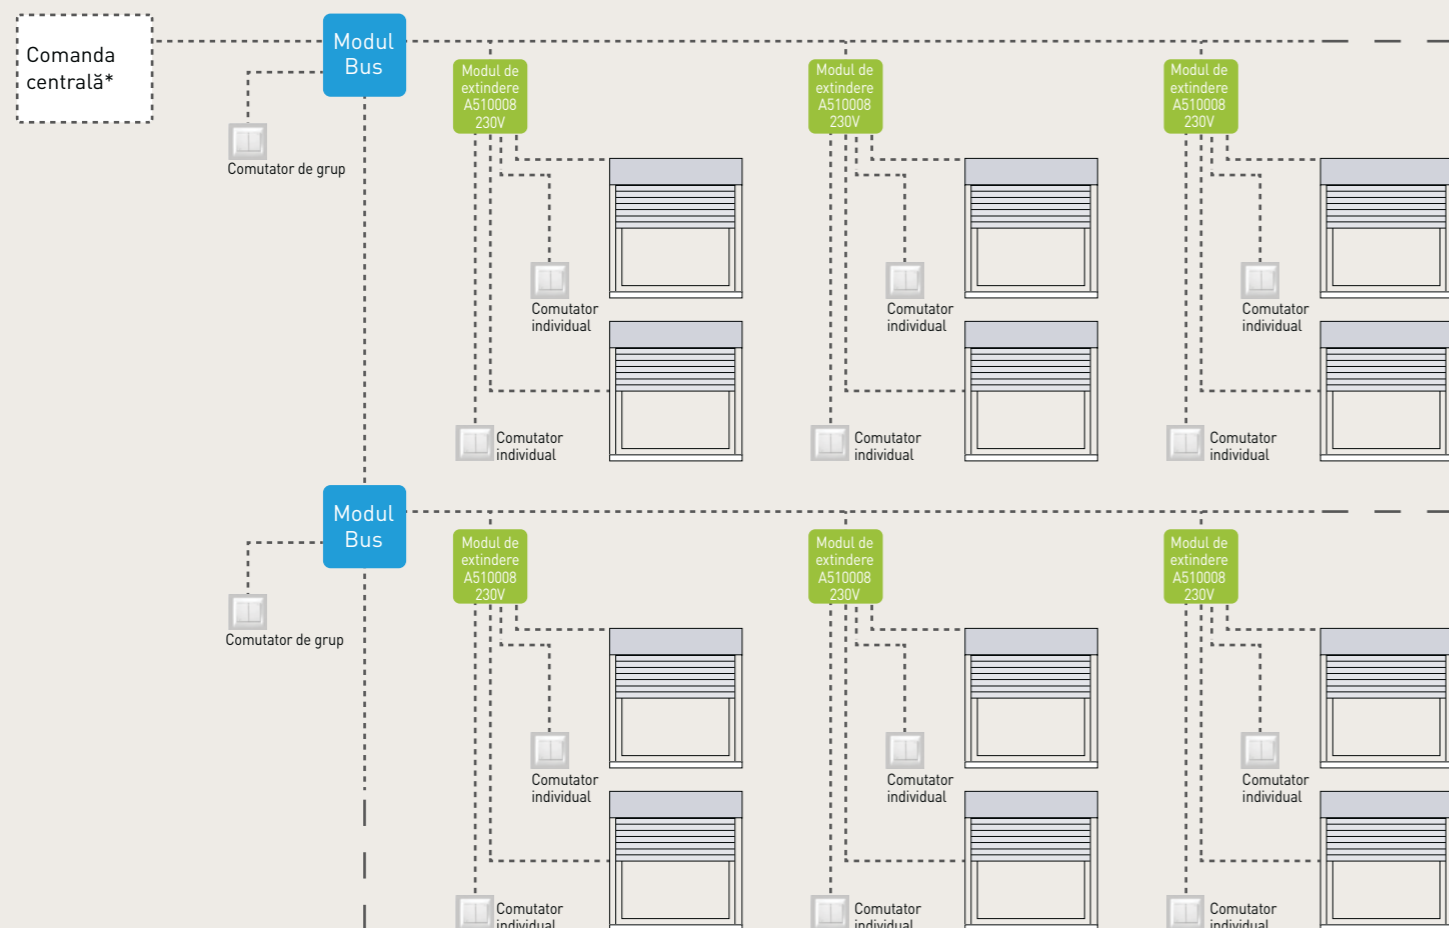 Comanda
centrală*
Modul
Bus
Modul de
extindere
A510008
230V
Modul de
extindere
A510008
230V
Modul de
extindere
A510008
230V
Comutator de grup
Comutator
individual
Comutator
individual
Comutator
individual
Comutator
individual
Comutator
individual
Comutator
individual
Modul
Bus
Modul de
extindere
A510008
230V
Modul de
extindere
A510008
230V
Modul de
extindere
A510008
230V
Comutator de grup
Comutator
individual
Comutator
individual
Comutator
individual
Comutator
individual
Comutator
individual
Comutator
individual